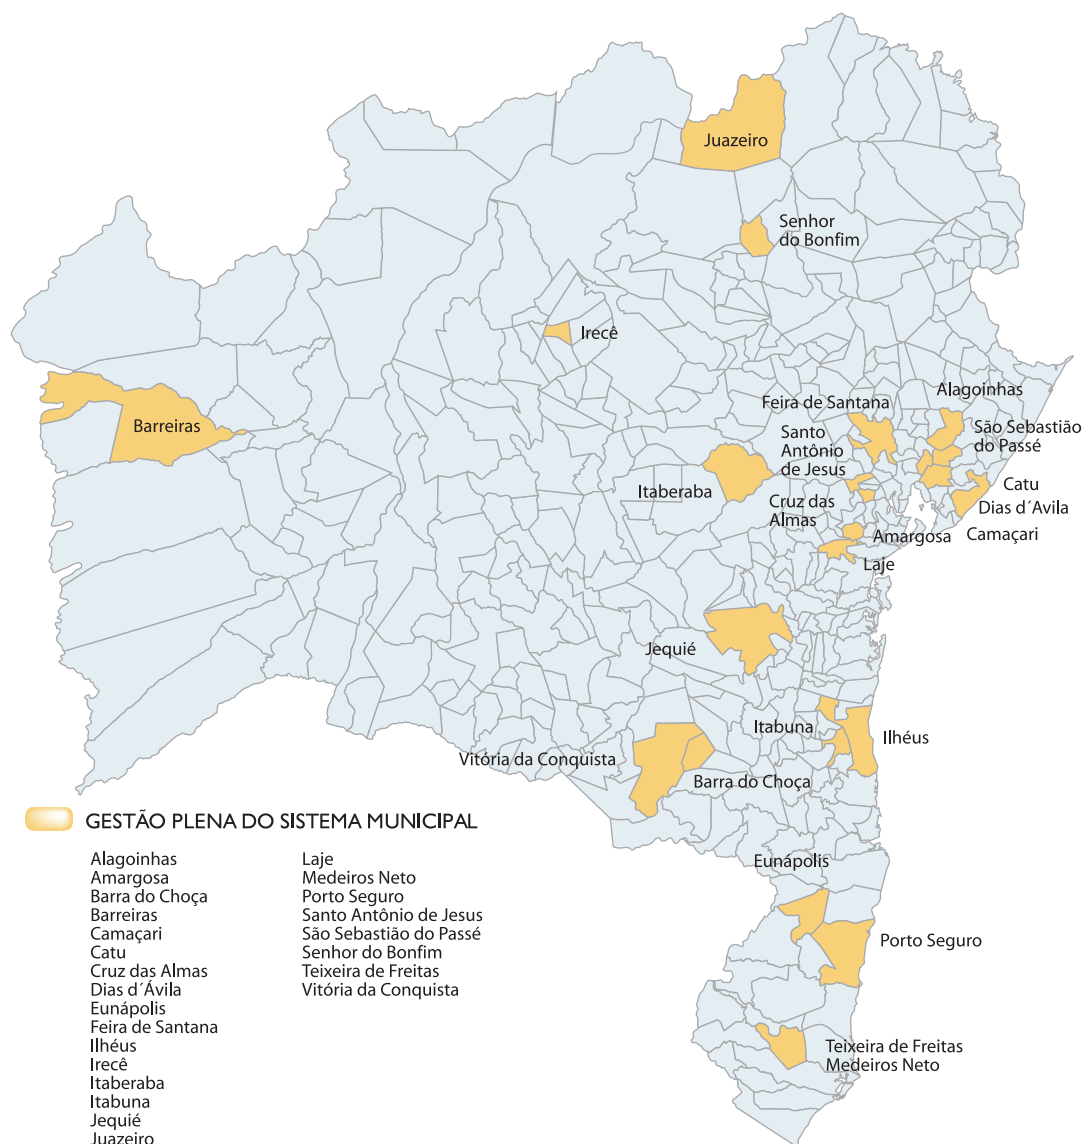 Juazeiro
Senhor
do Bonfim
Irecê
Alagoinhas
Feira de Santana
São Sebastião
do Passé
Barreiras
Santo
Antônio
de Jesus
Itaberaba
Catu
Cruz das
Almas
Dias d´Avila
Amargosa
Camaçari
Laje
Jequié
Itabuna
Ilhéus
Vitória da Conquista
Barra do Choça
GESTÃO PLENA DO SISTEMA MUNICIPAL
Eunápolis
Porto Seguro
Teixeira de Freitas
Medeiros Neto
Alagoinhas
Amargosa
Barra do Choça
Barreiras
Camaçari
Catu
Cruz das Almas
Dias d´Ávila
Eunápolis
Feira de Santana
Ilhéus
Irecê
Itaberaba
Itabuna
Jequié
Juazeiro
Laje
Medeiros Neto
Porto Seguro
Santo Antônio de Jesus
São Sebastião do Passé
Senhor do Bonfim
Teixeira de Freitas
Vitória da Conquista